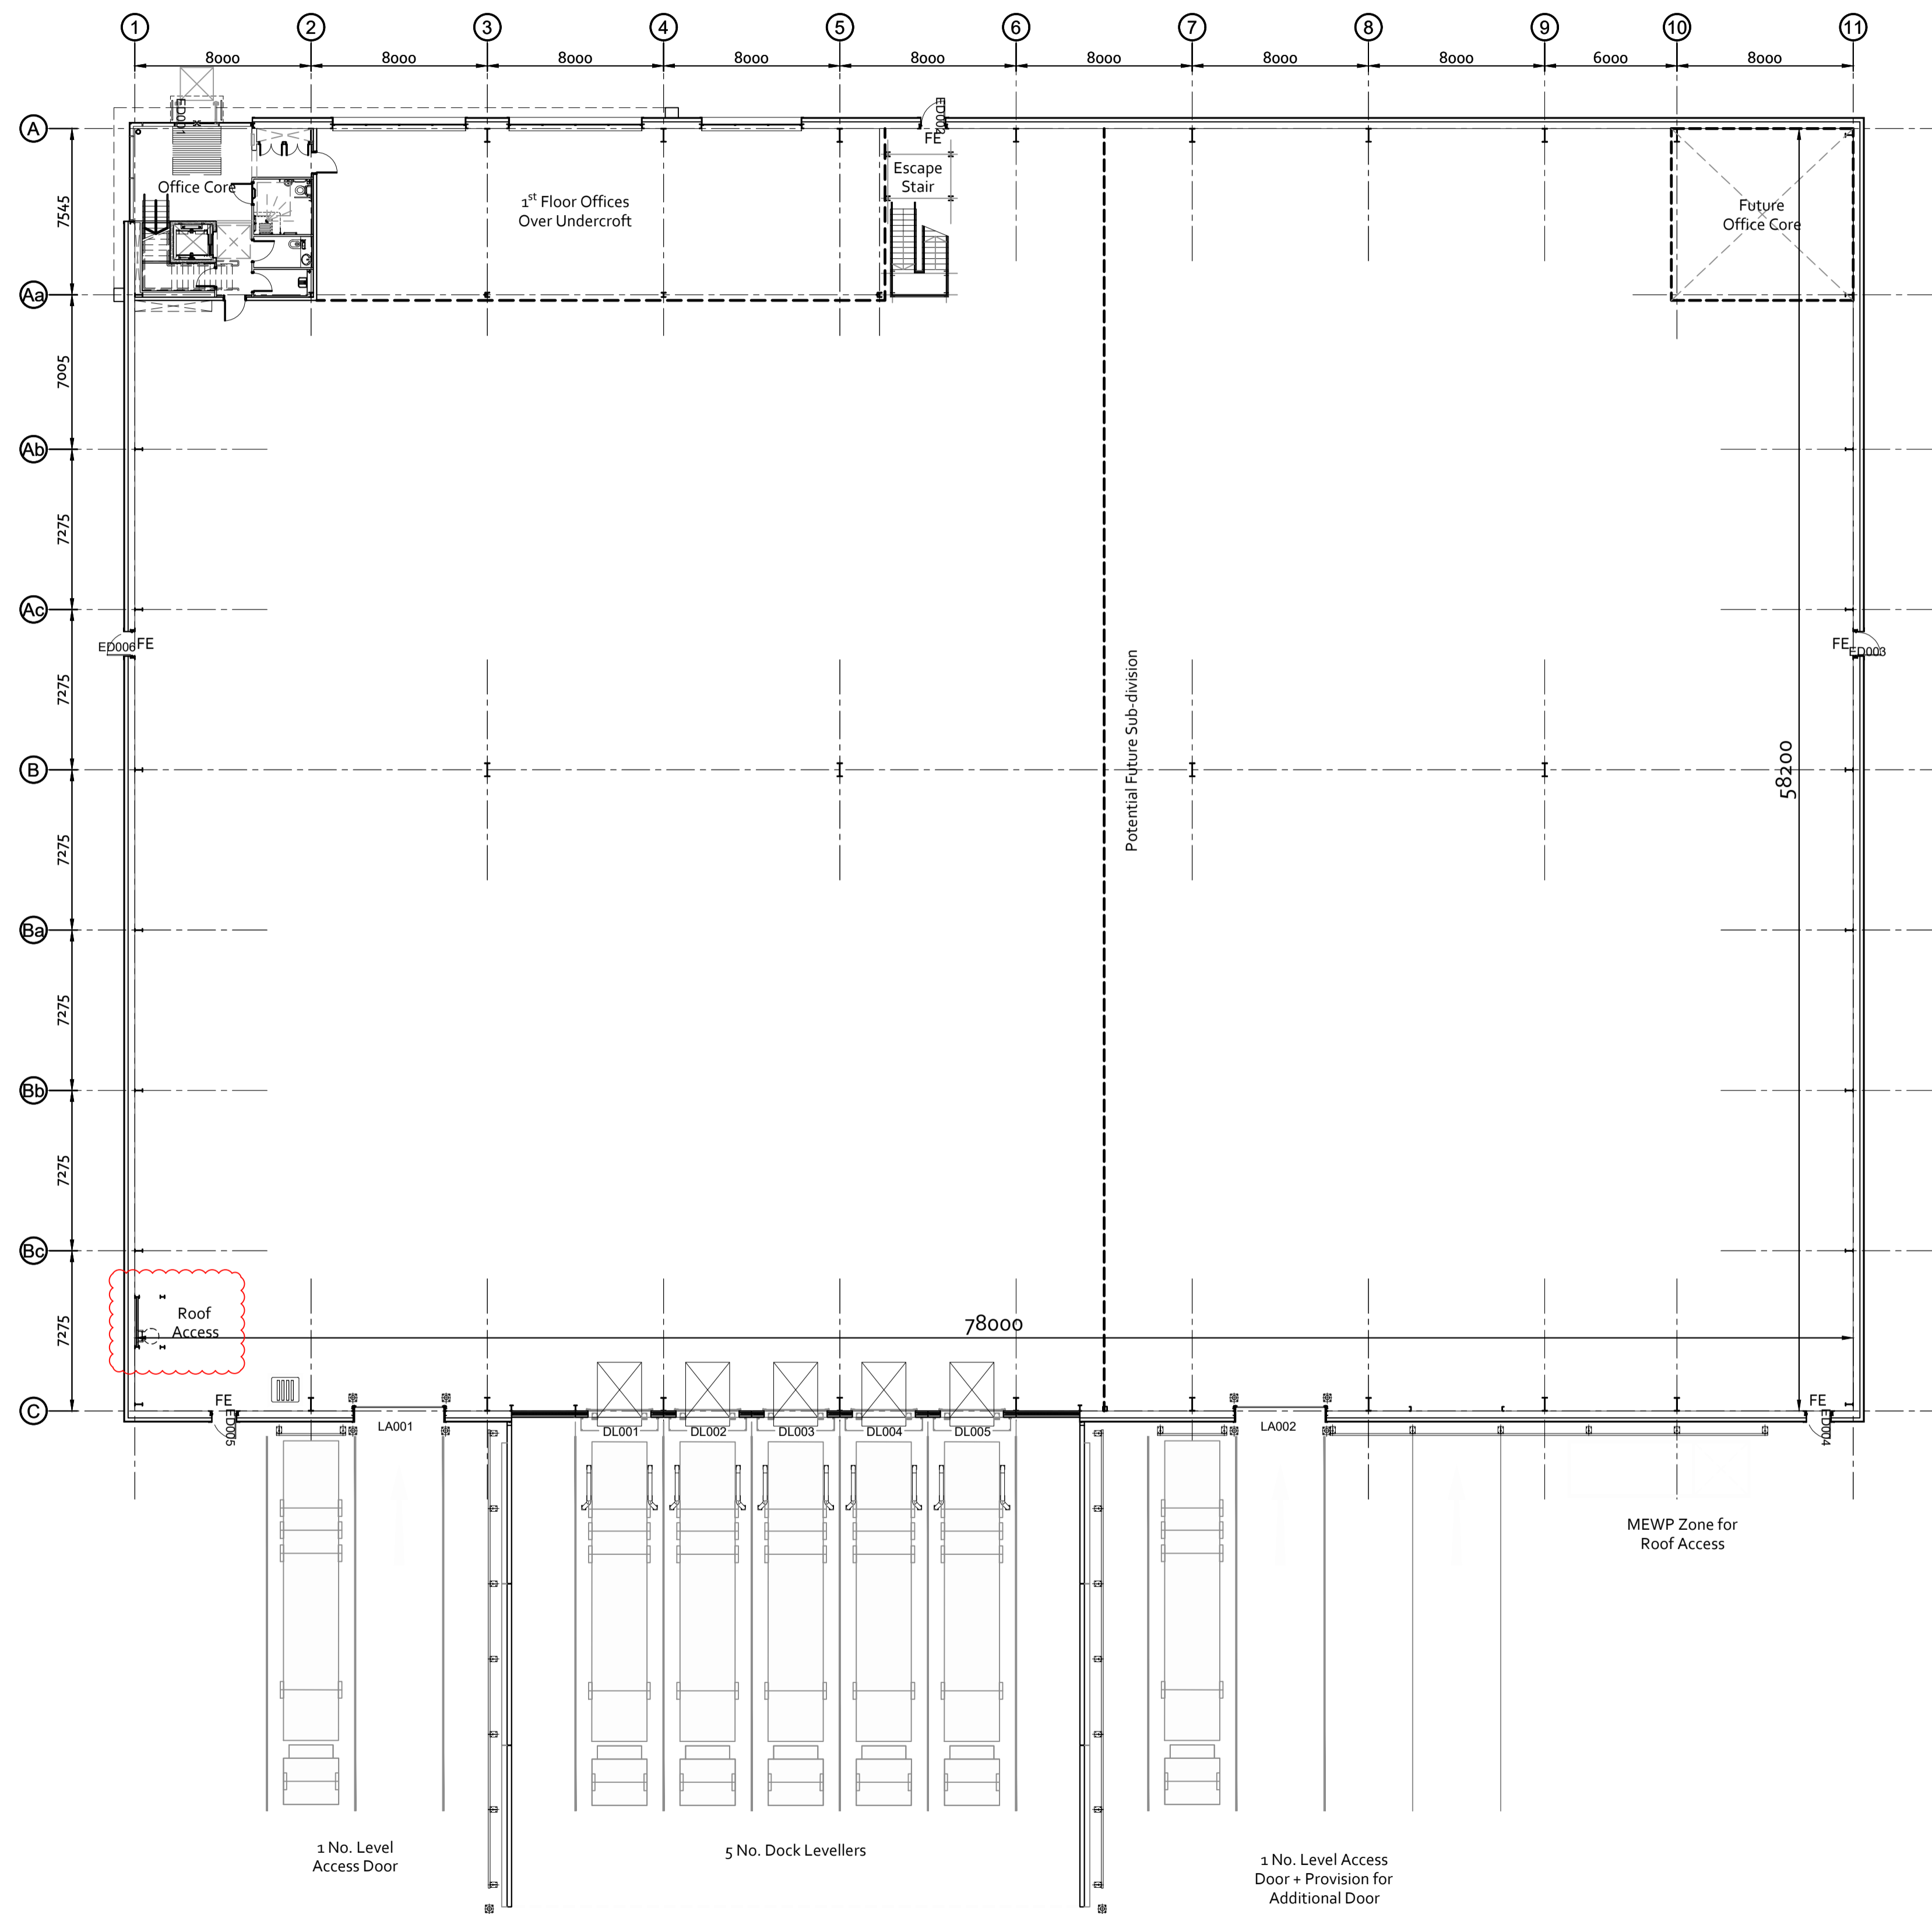 1 2 3 4 5 6 7 8 9 10 11
8000 8000 8000 8000 8000 8000 8000 8000 6000 8000
A
ED001
ED002
FE
Office Core
1st Floor Offices
Over Undercroft
Escape
Stair
Future
Office Core
7545
Aa
7005
Ab
7275
Ac
ED006 FE
FE ED003
7275
Potential Future Sub-division
58200
B
7275
Ba
7275
Bb
7275
Bc
7275
Roof
Access
78000
C
FE
ED005
LA001
DL001 DL002 DL003 DL004 DL005
LA002
FE
ED004
MEWP Zone for
Roof Access
1 No. Level
Access Door
5 No. Dock Levellers
1 No. Level Access
Door + Provision for
Additional Door